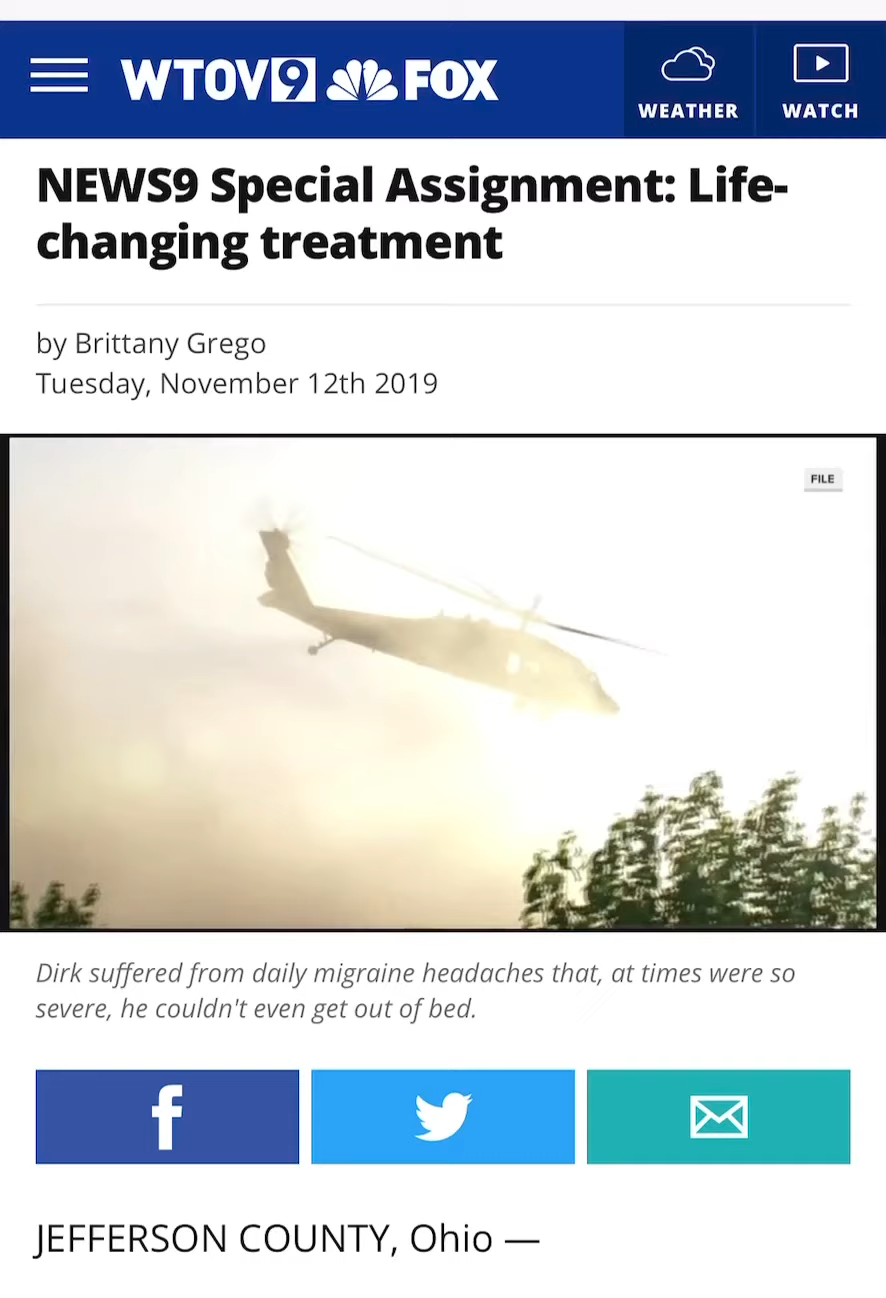 WTOV9 FOX
WEATHER
WATCH
NEWS9 Special Assignment: Life-
changing treatment
by Brittany Grego
Tuesday, November 12th 2019
FILE
Dirk suffered from daily migraine headaches that, at times were so
severe, he couldn't even get out of bed.
f
JEFFERSON COUNTY, Ohio —